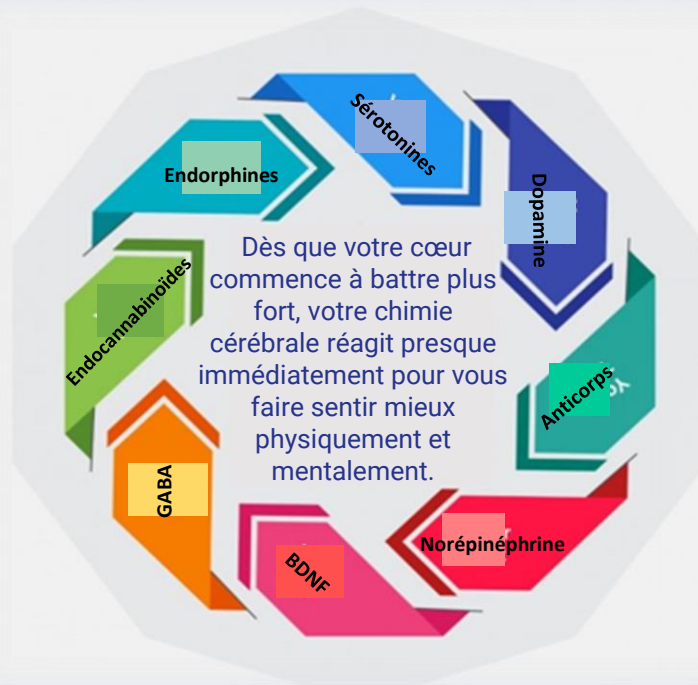 Sérotonines
Dopamine
Anticorps
Norépinéphrine
BDNF
GABA
Endocannabinoïdes
Endorphines
Dès que votre cœur
commence à battre plus
fort, votre chimie
cérébrale réagit presque
immédiatement pour vous
faire sentir mieux
physiquement et
mentalement.